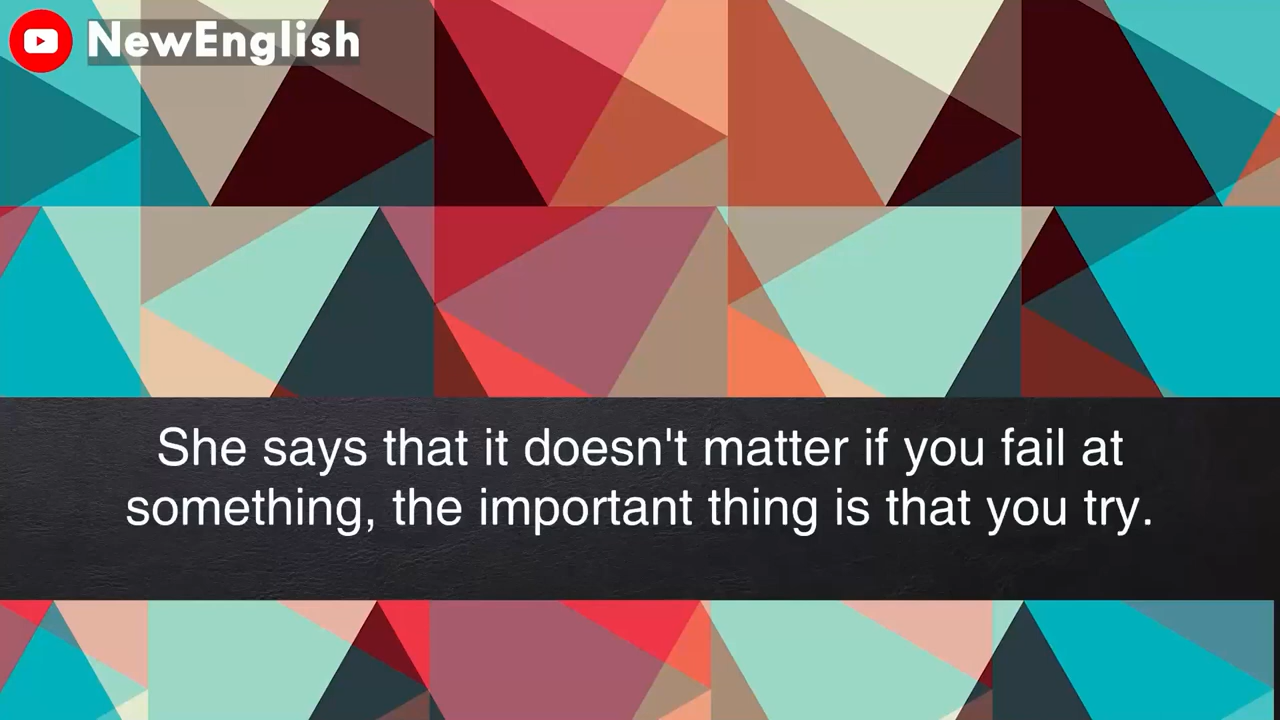 NewEnglish
She says that it doesn't matter if you fail at
something, the important thing is that you try.